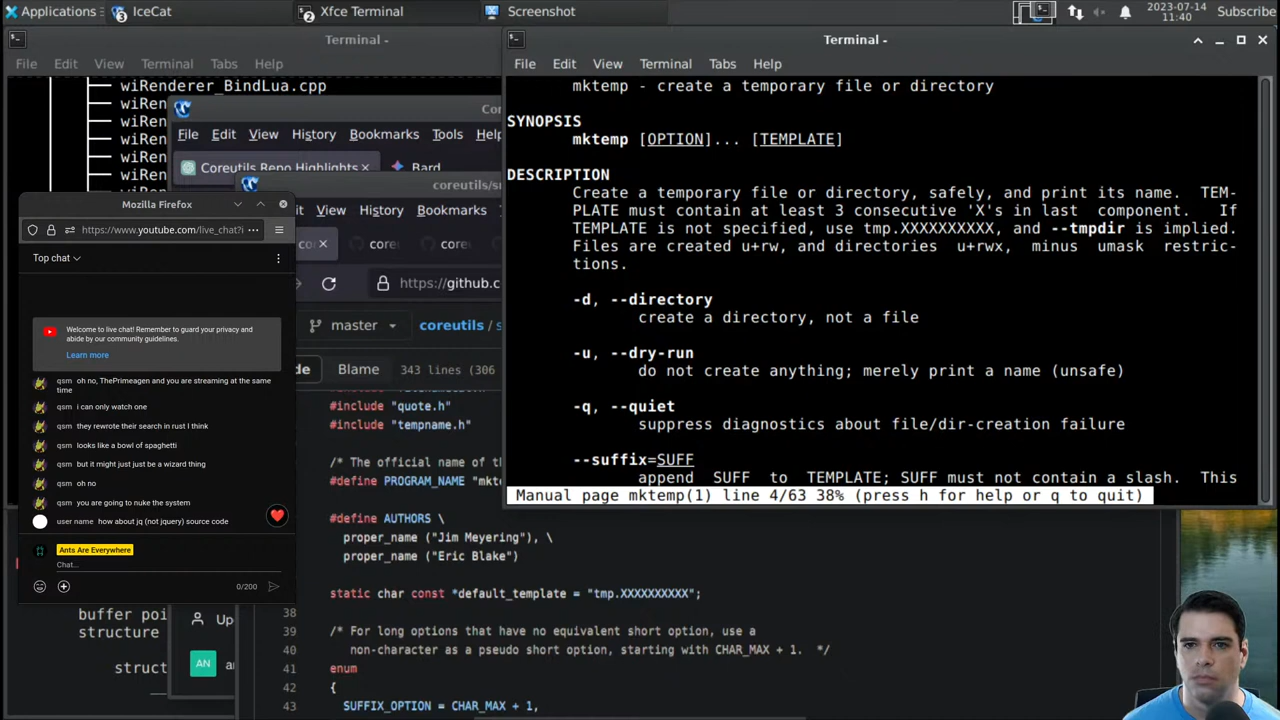 Applications
IceCat
Xfce Terminal
Screenshot
2023-07-14
11:40
Subscribe
Terminal -
File Edit View Terminal Tabs Help
wiRenderer_BindLua.cpp
wiRen
wiRen
wiRen
wiRen
wiRen
File Edit View History Bookmarks Tools Help
Coreutils Repo Highlights
Bard
coreutils/s
it View History Bookmarks
core
core
https://github.c
master
coreutils / s
de Blame 343 lines (306
#include "quote.h"
#include "tempname.h"
/* The official name of th
#define PROGRAM_NAME "mk
#define AUTHORS \
proper_name ("Jim Meyering"), \
proper_name ("Eric Blake")
static char const *default_template = "tmp.XXXXXXXXXX";
38
39 /* For long options that have no equivalent short option, use a
40 non-character as a pseudo short option, starting with CHAR_MAX + 1. */
41 enum
42 {
43 SUFFIX_OPTION = CHAR_MAX + 1,
Terminal -
File Edit View Terminal Tabs Help
mktemp - create a temporary file or directory
SYNOPSIS
mktemp [OPTION]... [TEMPLATE]
DESCRIPTION
Create a temporary file or directory, safely, and print its name. TEM-
PLATE must contain at least 3 consecutive 'X's in last component. If
TEMPLATE is not specified, use tmp.XXXXXXXXXX, and --tmpdir is implied.
Files are created u+rw, and directories u+rwx, minus umask restric-
tions.
-d, --directory
create a directory, not a file
-u, --dry-run
do not create anything; merely print a name (unsafe)
-q, --quiet
suppress diagnostics about file/dir-creation failure
--suffix=SUFF
append SUFF to TEMPLATE; SUFF must not contain a slash. This
Manual page mktemp(1) line 4/63 38% (press h for help or q to quit)
Mozilla Firefox
https://www.youtube.com/live_chat?i
Top chat
Welcome to live chat! Remember to guard your privacy and
abide by our community guidelines.
Learn more
qsm oh no, ThePrimeagen and you are streaming at the same
time
qsm i can only watch one
qsm they rewrote their search in rust I think
qsm looks like a bowl of spaghetti
qsm but it might just just be a wizard thing
qsm oh no
qsm you are going to nuke the system
user name how about jq (not jquery) source code
Ants Are Everywhere
Chat...
0/200
buffer poi
structure
struct
Up
AN